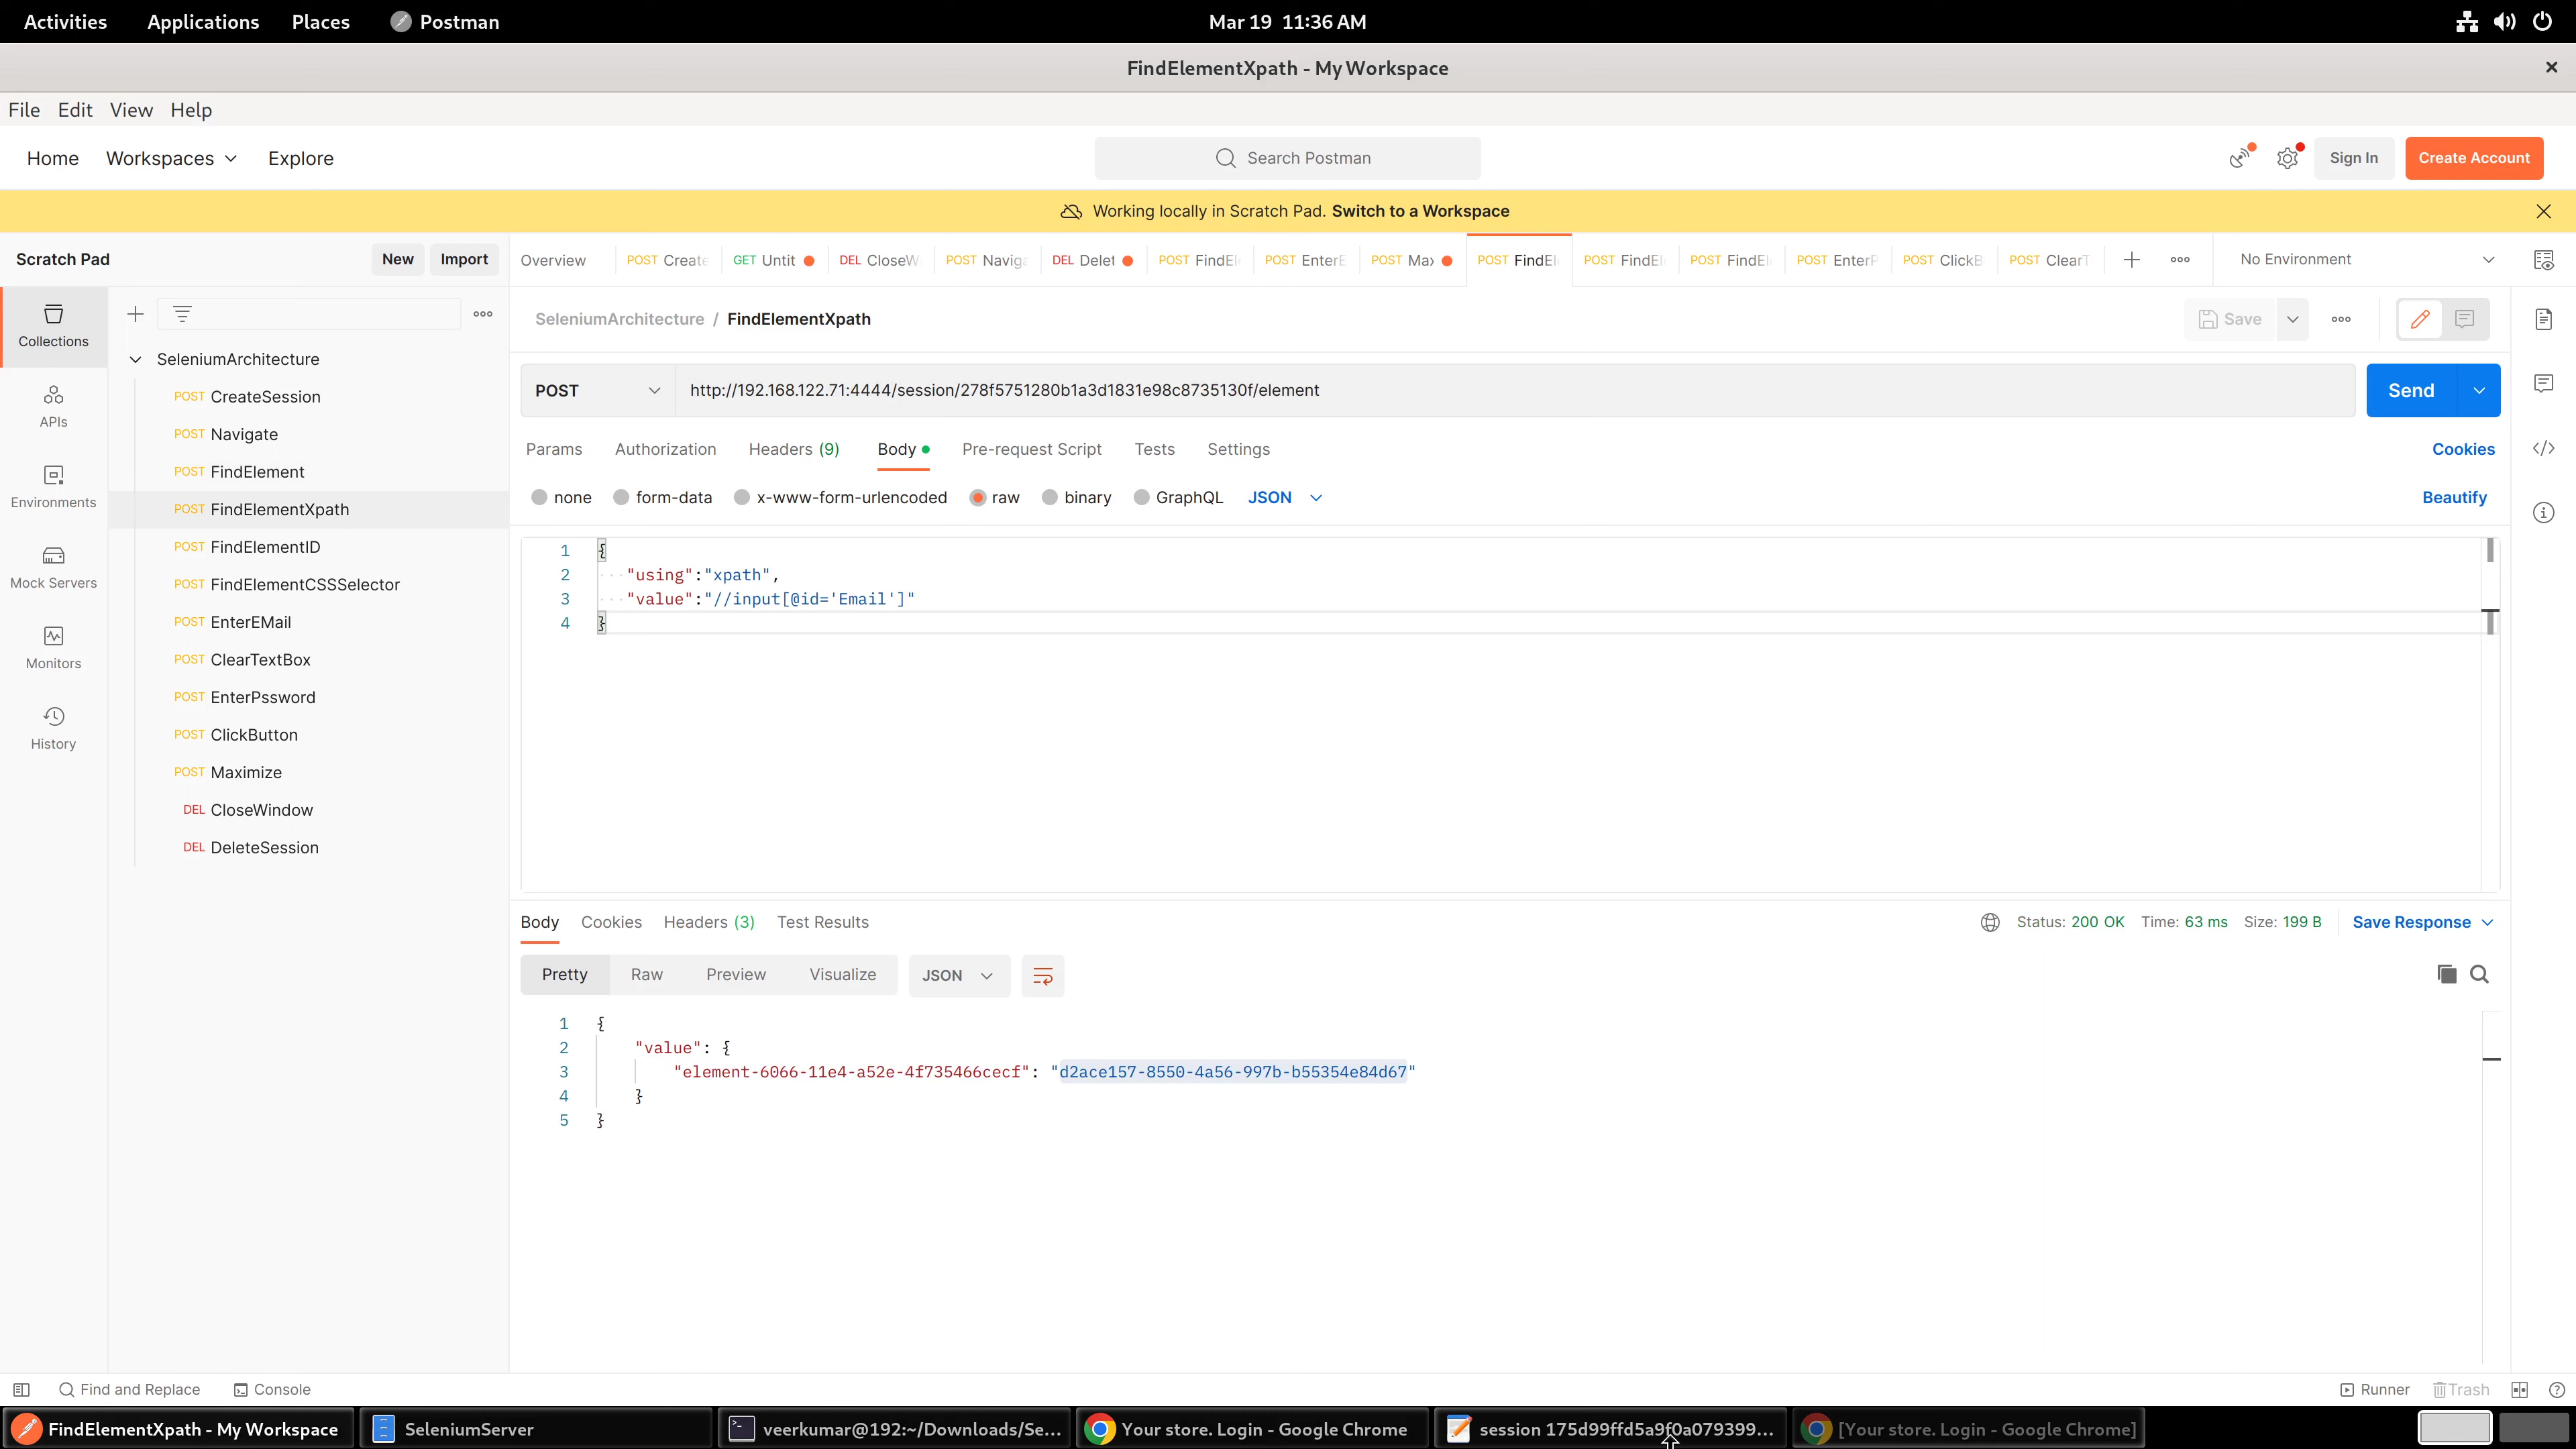 Activities Applications Places Postman Mar 19 11:36 AM
FindElementXpath - My Workspace
File Edit View Help
Home Workspaces Explore Search Postman Sign In Create Account
Working locally in Scratch Pad. Switch to a Workspace
Scratch Pad New Import Overview POST Create GET Untit DEL CloseW POST Naviga DEL Delet POST FindEl POST EnterE POST Max POST FindEl POST FindEl POST FindEl POST EnterP POST ClickB POST ClearT No Environment
Collections
APIs
Environments
Mock Servers
Monitors
History
SeleniumArchitecture
POST CreateSession
POST Navigate
POST FindElement
POST FindElementXpath
POST FindElementID
POST FindElementCSSSelector
POST EnterEMail
POST ClearTextBox
POST EnterPssword
POST ClickButton
POST Maximize
DEL CloseWindow
DEL DeleteSession
SeleniumArchitecture / FindElementXpath Save
POST http://192.168.122.71:4444/session/278f5751280b1a3d1831e98c8735130f/element Send
Params Authorization Headers (9) Body Pre-request Script Tests Settings Cookies
none form-data x-www-form-urlencoded raw binary GraphQL JSON Beautify
1 {
2 "using":"xpath",
3 "value":"//input[@id='Email']"
4 }
Body Cookies Headers (3) Test Results Status: 200 OK Time: 63 ms Size: 199 B Save Response
Pretty Raw Preview Visualize JSON
1 {
2 "value": {
3 "element-6066-11e4-a52e-4f735466cecf": "d2ace157-8550-4a56-997b-b55354e84d67"
4 }
5 }
Find and Replace Console Runner Trash
FindElementXpath - My Workspace SeleniumServer veerkumar@192:~/Downloads/Se... Your store. Login - Google Chrome session 175d99ffd5a9f0a079399... [Your store. Login - Google Chrome]